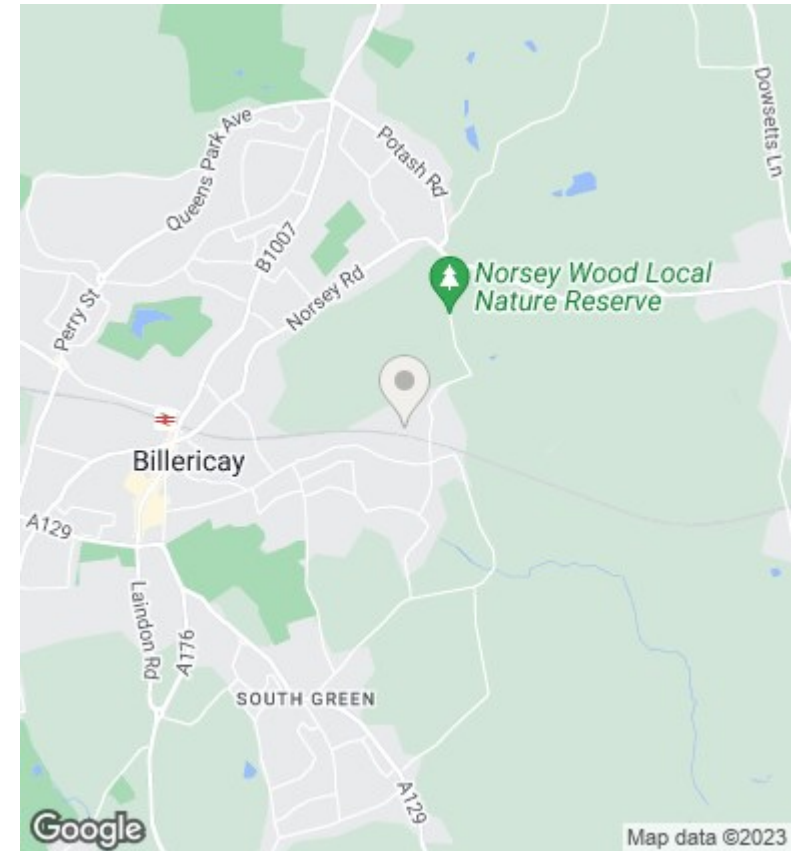 Dowsetts Ln
Queens Park Ave
Potash Rd
B1007
Norsey Rd
Norsey Wood Local
Nature Reserve
Perry St
Billericay
A129
Laindon Rd
A176
SOUTH GREEN
A129
Google
Map data ©2023